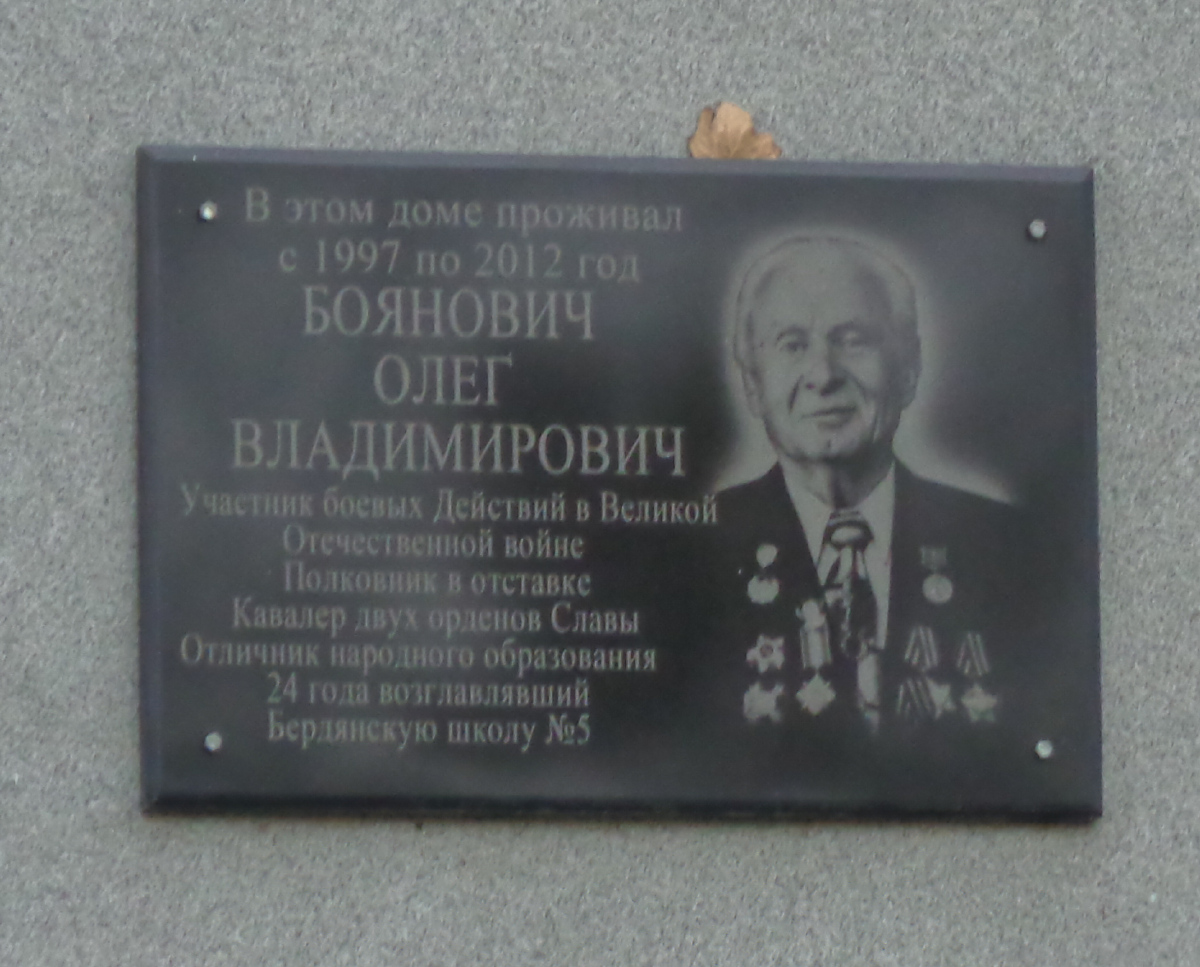 В этом доме проживал
с 1997 по 2012 год
БОЯНОВИЧ
ОЛЕГ
ВЛАДИМИРОВИЧ
Участник боевых Действий в Великой
Отечественной войне
Полковник в отставке
Кавалер двух орденов Славы
Отличник народного образования
24 года возглавлявший
Бердянскую школу №5